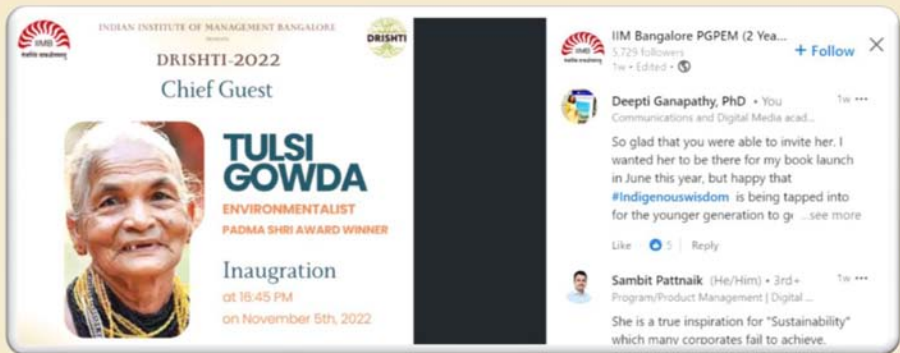 IIMB
INDIAN INSTITUTE OF MANAGEMENT BANGALORE
DRISHTI
DRISHTI-2022
Chief Guest
TULSI
GOWDA
ENVIRONMENTALIST
PADMA SHRI AWARD WINNER
Inaugration
at 16:45 PM
on November 5th, 2022
IIMB
IIM Bangalore PGPEM (2 Yea...
5,729 followers
1w • Edited •
+ Follow
Deepti Ganapathy, PhD • You
1w
Communications and Digital Media acad...
So glad that you were able to invite her. I
wanted her to be there for my book launch
in June this year, but happy that
#Indigenouswisdom is being tapped into
for the younger generation to ge ...see more
Like 5 | Reply
Sambit Pattnaik (He/Him) • 3rd+
1w
Program/Product Management | Digital ...
She is a true inspiration for "Sustainability"
which many corporates fail to achieve.